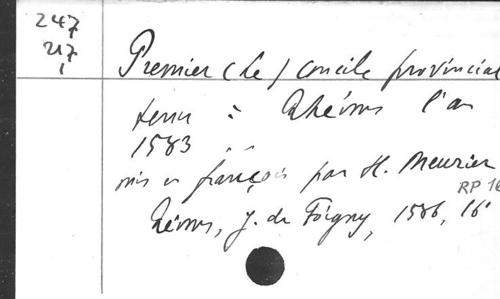 247
217
1
Premier (Le) concile provincial
tenu à Rheims l'an
1583 . .
mis en françois par H. Meurier
RP 16
Reims, J. de Foigny, 1586, 16°